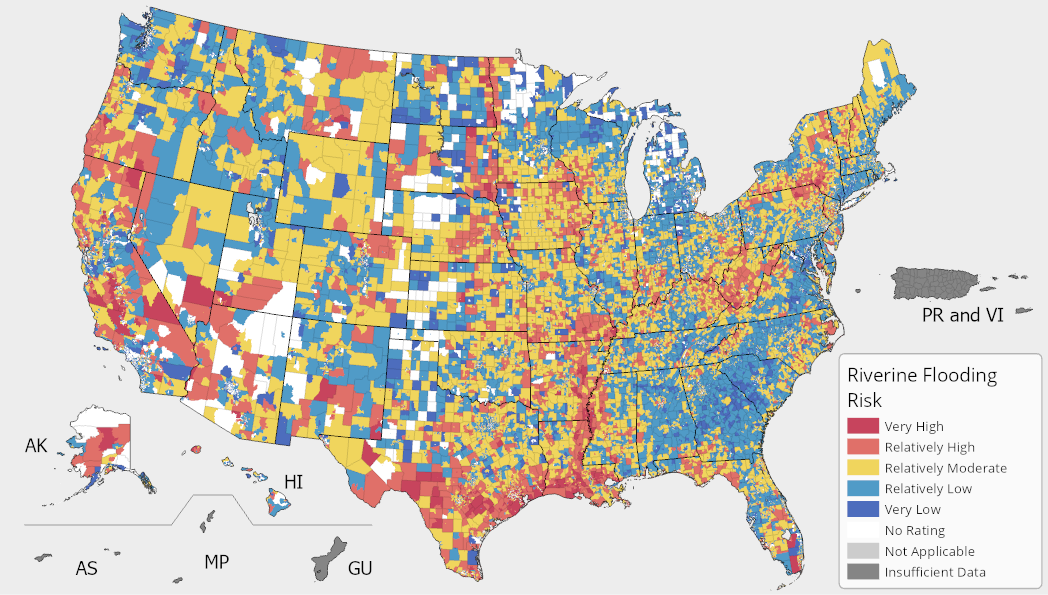 PR and VI
Riverine Flooding
Risk
Very High
Relatively High
Relatively Moderate
Relatively Low
Very Low
No Rating
Not Applicable
Insufficient Data
AK
HI
AS
MP
GU